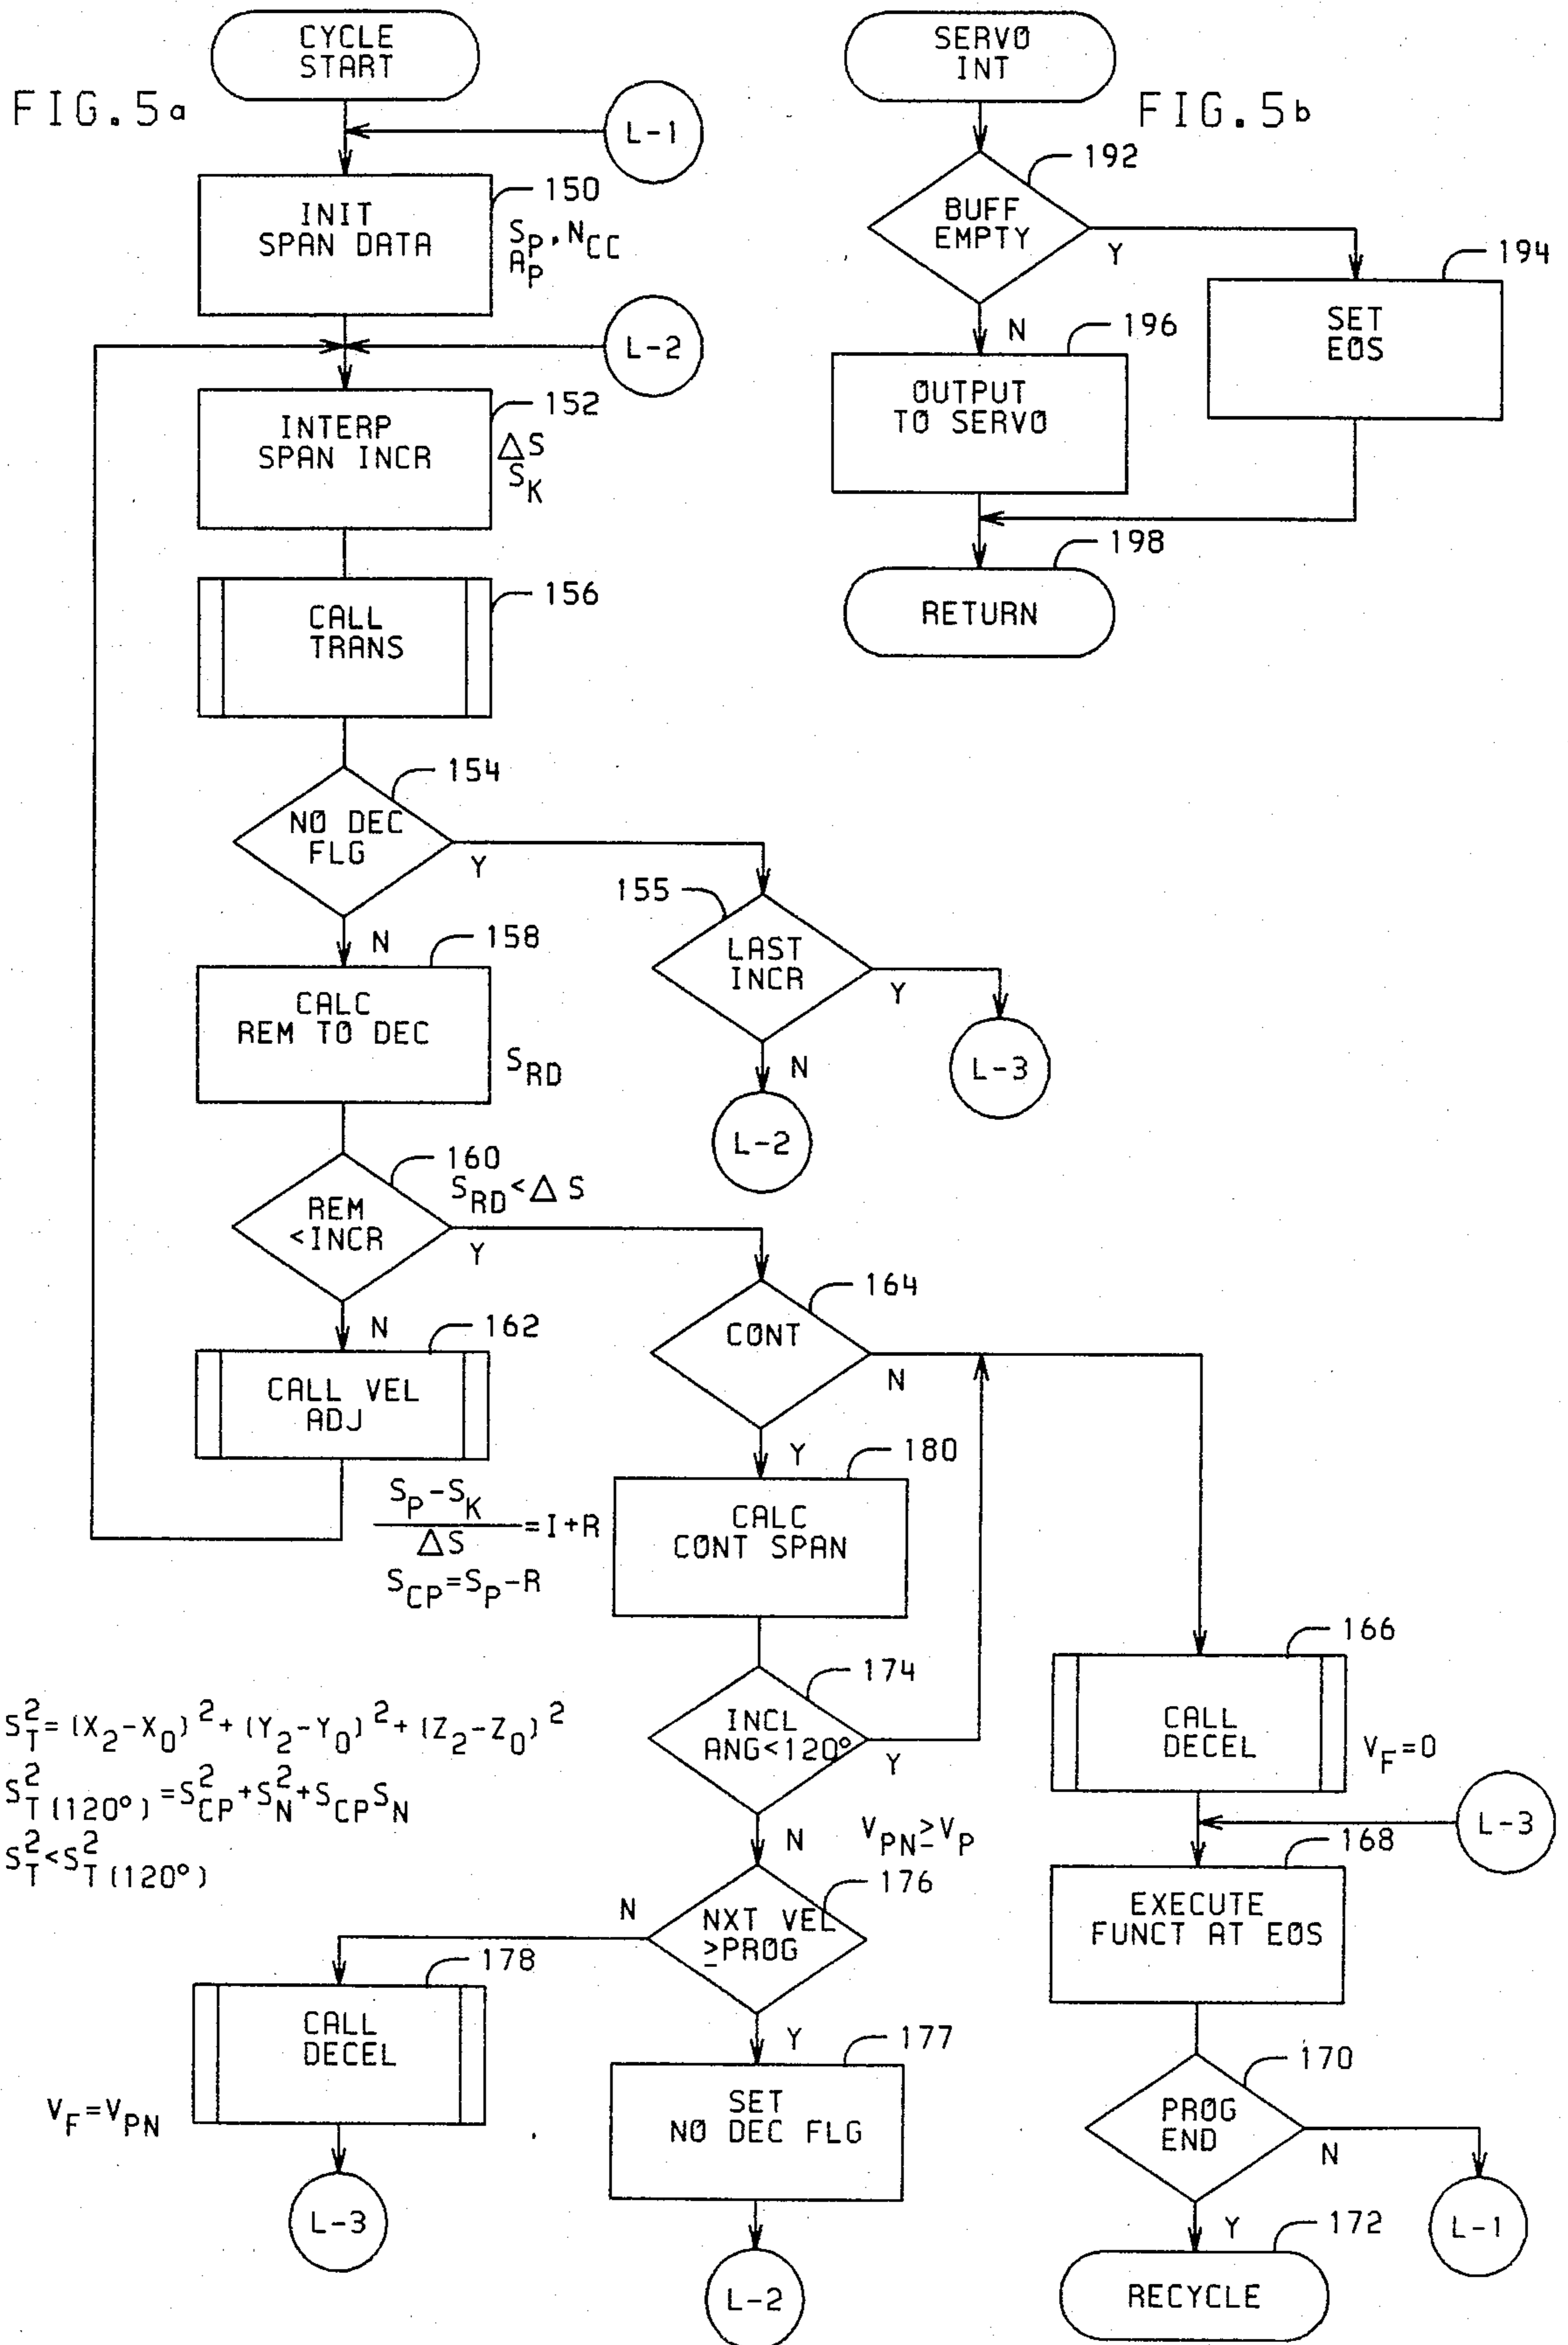 CYCLE
START
FIG.5a
L-1
150
INIT
SPAN DATA
S_P, N_CC
A_P
L-2
152
INTERP
SPAN INCR
ΔS
S_K
156
CALL
TRANS
154
NO DEC
FLG
Y
N
155
LAST
INCR
Y
N
L-3
L-2
158
CALC
REM TO DEC
S_RD
160
S_RD<ΔS
REM
<INCR
Y
N
162
CALL VEL
ADJ
164
CONT
N
Y
180
CALC
CONT SPAN
S_P-S_K
ΔS
=I+R
S_CP=S_P-R
174
INCL
ANG<120°
Y
N
S_T^2=(X_2-X_0)^2+(Y_2-Y_0)^2+(Z_2-Z_0)^2
S_T(120°)^2=S_CP^2+S_N^2+S_CP S_N
S_T^2<S_T(120°)^2
V_PN≥V_P
176
NXT VEL
≥PROG
N
Y
178
CALL
DECEL
V_F=V_PN
L-3
177
SET
NO DEC FLG
L-2
166
CALL
DECEL
V_F=0
L-3
168
EXECUTE
FUNCT AT EOS
170
PROG
END
N
L-1
Y
172
RECYCLE
SERVO
INT
FIG.5b
192
BUFF
EMPTY
Y
N
194
SET
EOS
196
OUTPUT
TO SERVO
198
RETURN